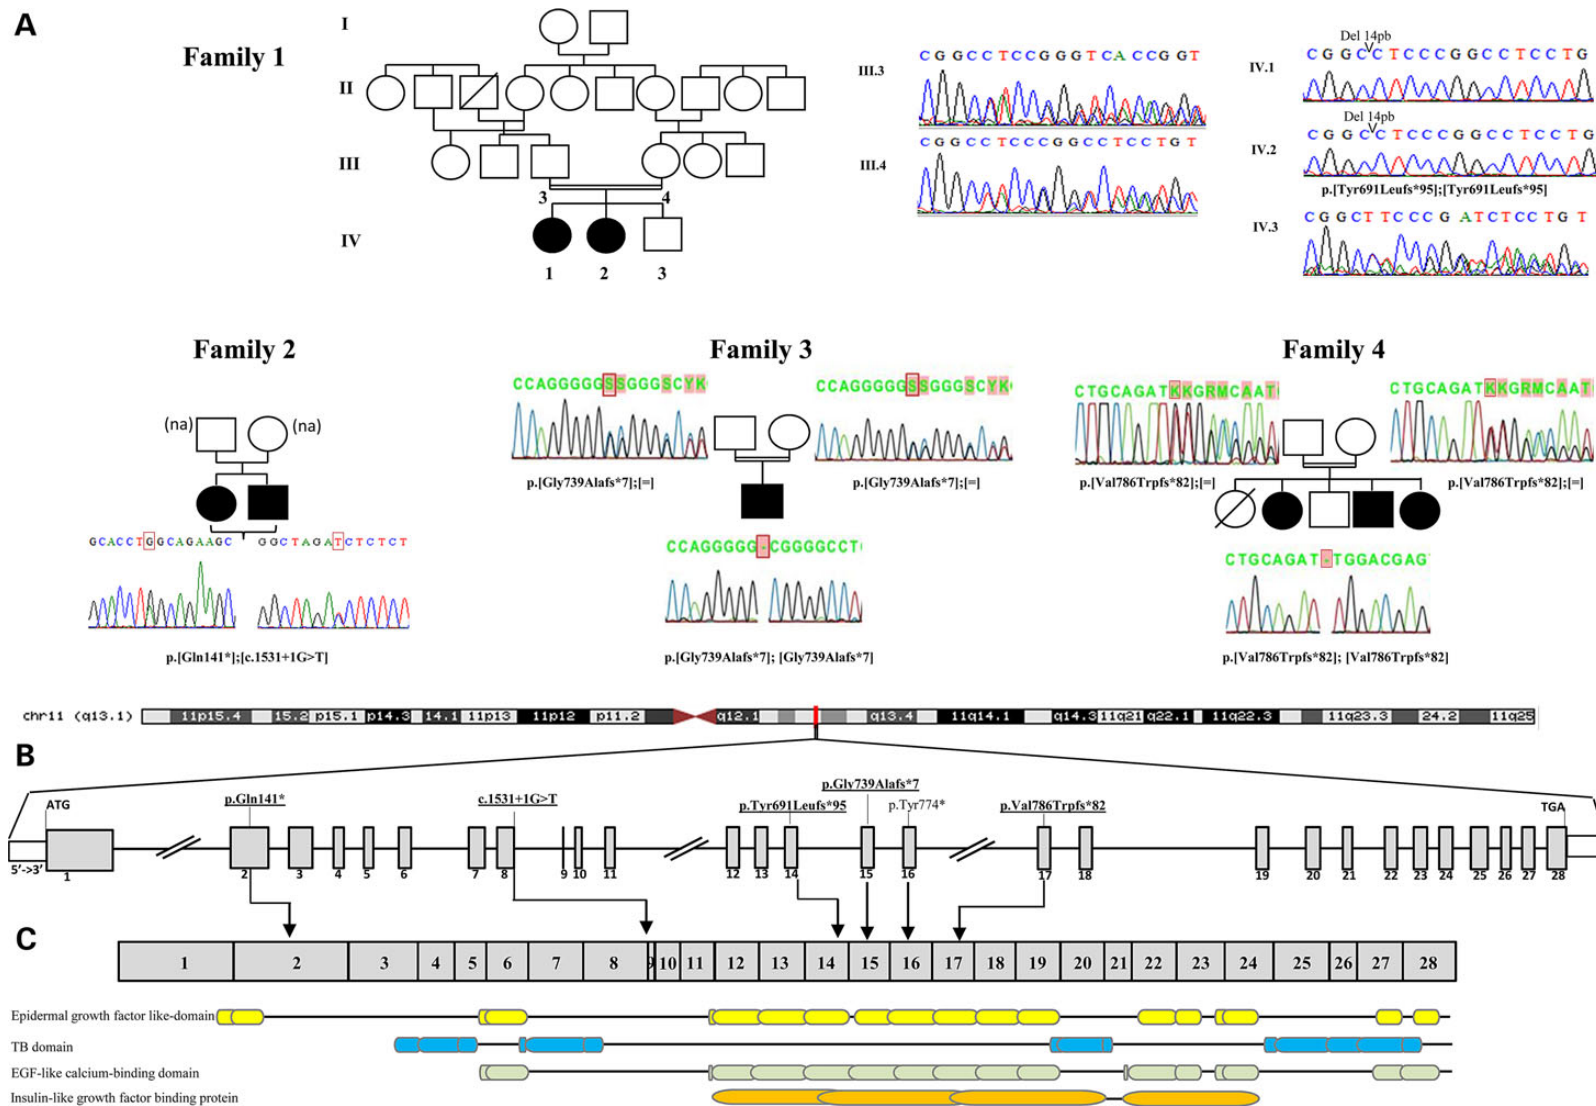 A
Family 1
I
II
III
IV
3
4
1
2
3
III.3
C G G C C T C C G G G T C A C C G G T
III.4
C G G C C T C C C G G C C T C C T G T
Del 14pb
IV.1
C G G C C T C C C G G C C T C C T G
Del 14pb
IV.2
C G G C C T C C C G G C C T C C T G
p.[Tyr691Leufs*95];[Tyr691Leufs*95]
IV.3
C G G C T T C C C G A T C T C C T G T
Family 2
(na)
(na)
GCACCTGGCAGAAGC
GGCTAGATCTCTCT
p.[Gln141*];[c.1531+1G>T]
Family 3
CCAGGGGGSSGGGSCYK
CCAGGGGGSSGGGSCYK
p.[Gly739Alafs*7];[=]
p.[Gly739Alafs*7];[=]
CCAGGGGG-CGGGGCCT
p.[Gly739Alafs*7]; [Gly739Alafs*7]
Family 4
CTGCAGATKKGRMCAAT
CTGCAGATKKGRMCAAT
p.[Val786Trpfs*82];[=]
p.[Val786Trpfs*82];[=]
CTGCAGAT-TGGACGAG
p.[Val786Trpfs*82]; [Val786Trpfs*82]
chr11 (q13.1) 11p15.4 15.2 p15.1 p14.3 14.1 11p13 11p12 p11.2 q12.1 q13.4 11q14.1 q14.3 11q21 q22.1 11q22.3 11q23.3 24.2 11q25
B
ATG
p.Gln141*
c.1531+1G>T
p.Tyr691Leufs*95
p.Gly739Alafs*7
p.Tyr774*
p.Val786Trpfs*82
TGA
5'->3'
1 2 3 4 5 6 7 8 9 10 11 12 13 14 15 16 17 18 19 20 21 22 23 24 25 26 27 28
C
1 2 3 4 5 6 7 8 9 10 11 12 13 14 15 16 17 18 19 20 21 22 23 24 25 26 27 28
Epidermal growth factor like-domain
TB domain
EGF-like calcium-binding domain
Insulin-like growth factor binding protein